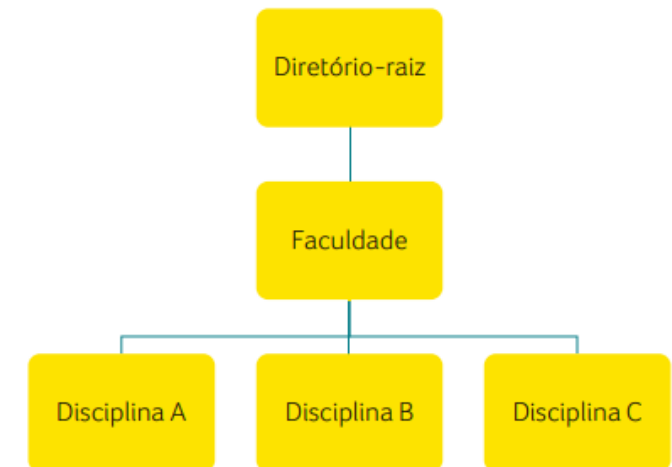 Diretório-raiz
Faculdade
Disciplina A
Disciplina B
Disciplina C